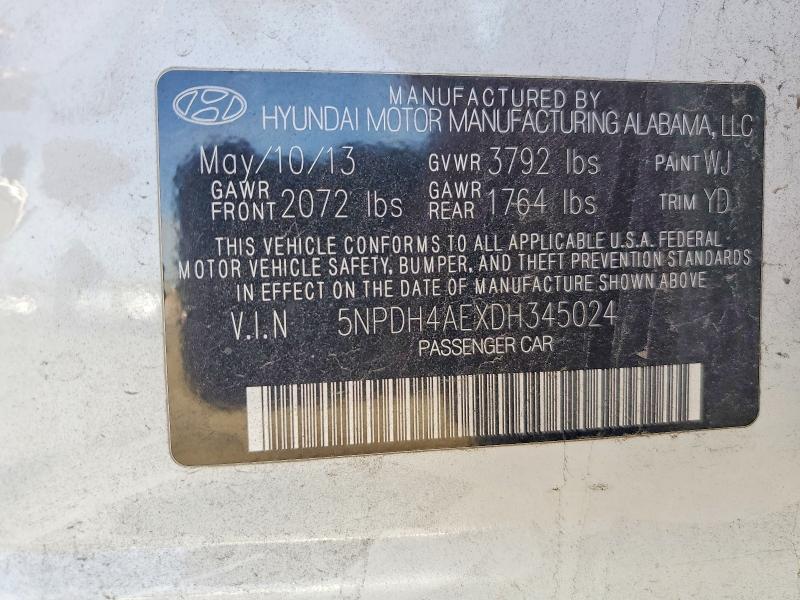 MANUFACTURED BY
HYUNDAI MOTOR MANUFACTURING ALABAMA, LLC
May/10/13 GVWR 3792 lbs PAINT WJ
GAWR FRONT 2072 lbs GAWR REAR 1764 lbs TRIM YD
THIS VEHICLE CONFORMS TO ALL APPLICABLE U.S.A. FEDERAL
MOTOR VEHICLE SAFETY, BUMPER, AND THEFT PREVENTION STANDARDS
IN EFFECT ON THE DATE OF MANUFACTURE SHOWN ABOVE
V.I.N 5NPDH4AEXDH345024
PASSENGER CAR